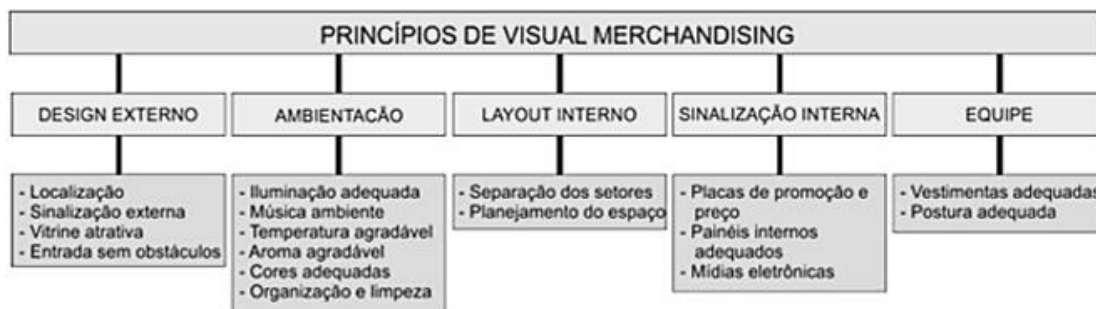 PRINCÍPIOS DE VISUAL MERCHANDISING
DESIGN EXTERNO
- Localização
- Sinalização externa
- Vitrine atrativa
- Entrada sem obstáculos
AMBIENTACÃO
- Iluminação adequada
- Música ambiente
- Temperatura agradável
- Aroma agradável
- Cores adequadas
- Organização e limpeza
LAYOUT INTERNO
- Separação dos setores
- Planejamento do espaço
SINALIZAÇÃO INTERNA
- Placas de promoção e
preço
- Painéis internos
adequados
- Mídias eletrônicas
EQUIPE
- Vestimentas adequadas
- Postura adequada